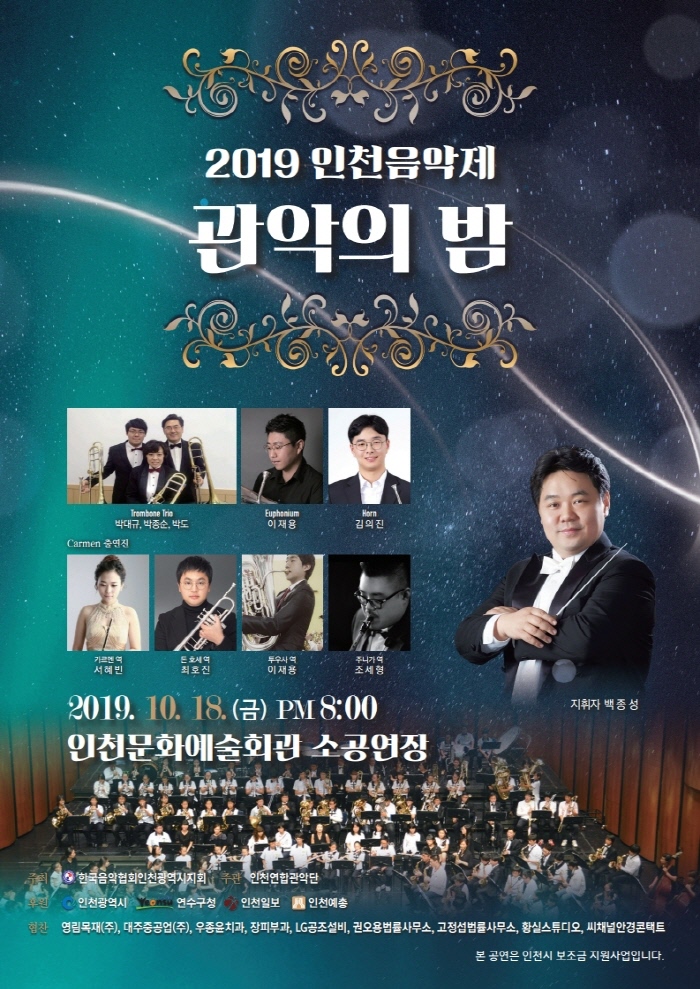 2019 인천음악제
관악의 밤
Trombone Trio
박대규, 박종순, 박도
Euphonium
이재용
Horn
김의진
Carmen 출연진
카르멘 역
서혜빈
돈 호세 역
최호진
투우사 역
이재용
주니가 역
조세형
지휘자 백종성
2019. 10. 18. (금) PM 8:00
인천문화예술회관 소공연장
주최 한국음악협회인천광역시지회 주관 인천연합관악단
후원 인천광역시 Yeonsu 연수구청 인천일보 인천예총
협찬 영림목재(주), 대주중공업(주), 우종윤치과, 장피부과, LG공조설비, 권오용법률사무소, 고정섭법률사무소, 황실스튜디오, 씨채널안경콘택트
본 공연은 인천시 보조금 지원사업입니다.